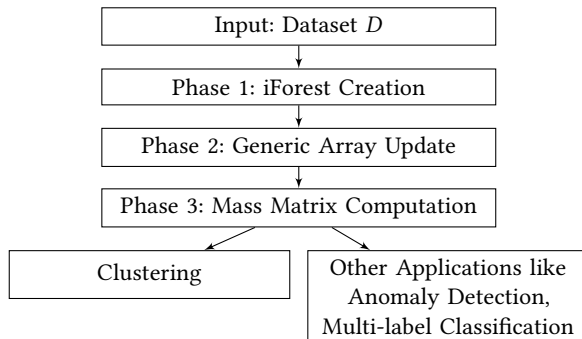 Input: Dataset D
Phase 1: iForest Creation
Phase 2: Generic Array Update
Phase 3: Mass Matrix Computation
Clustering
Other Applications like
Anomaly Detection,
Multi-label Classification